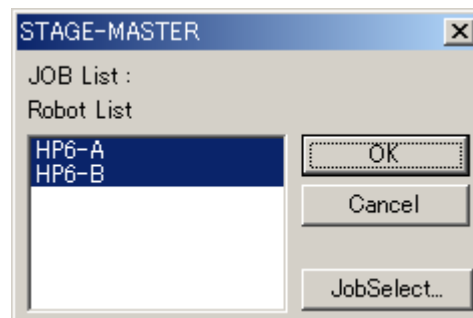 STAGE-MASTER
JOB List :
Robot List
HP6-A
HP6-B
OK
Cancel
JobSelect...